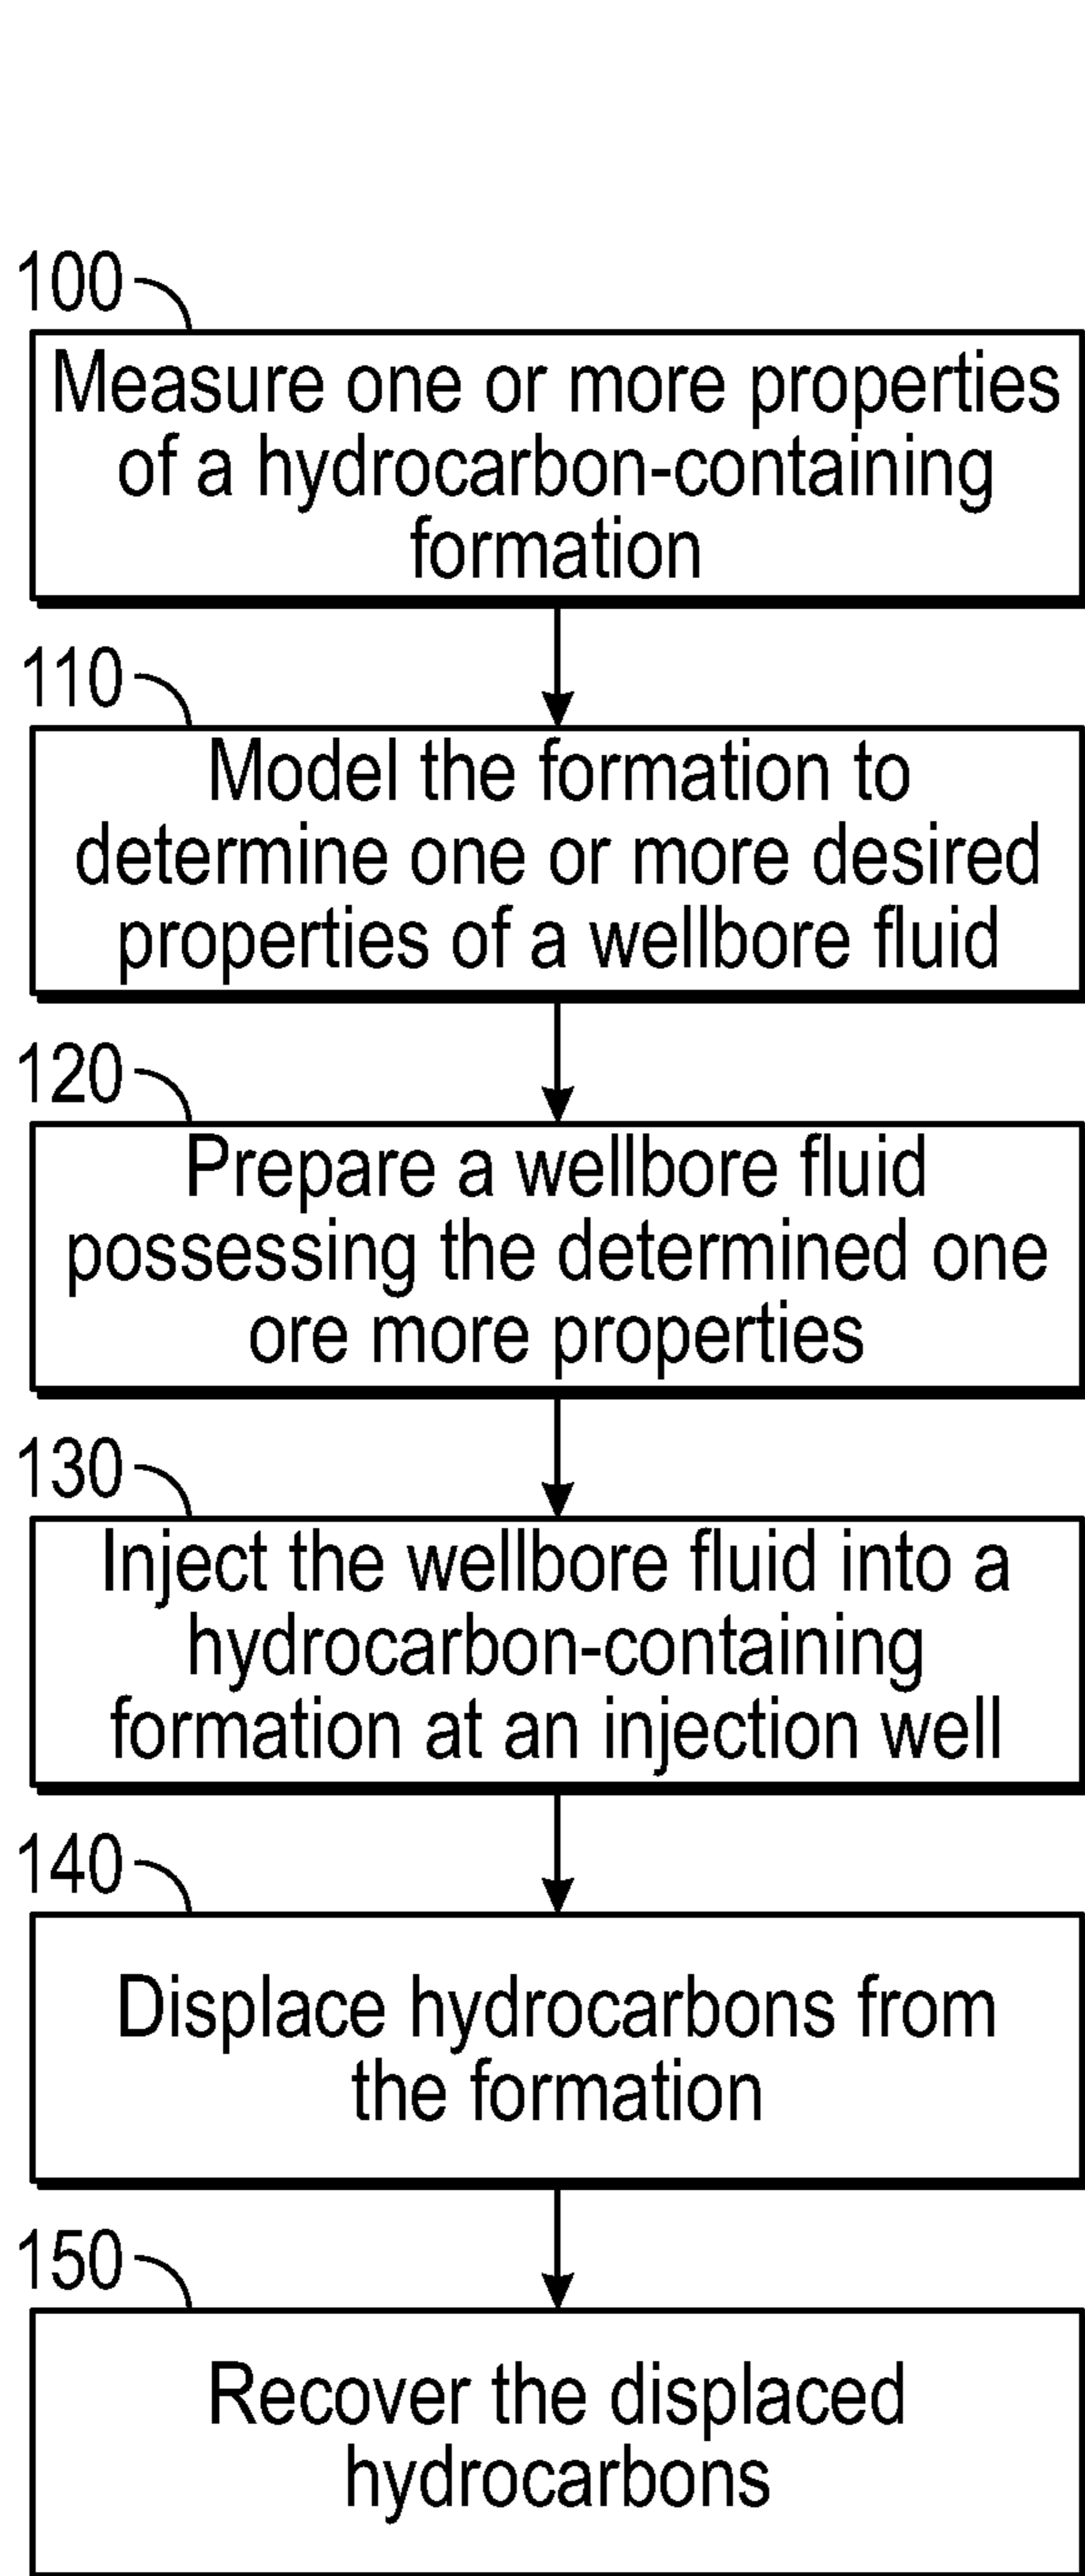 100
Measure one or more properties
of a hydrocarbon-containing
formation
110
Model the formation to
determine one or more desired
properties of a wellbore fluid
120
Prepare a wellbore fluid
possessing the determined one
ore more properties
130
Inject the wellbore fluid into a
hydrocarbon-containing
formation at an injection well
140
Displace hydrocarbons from
the formation
150
Recover the displaced
hydrocarbons